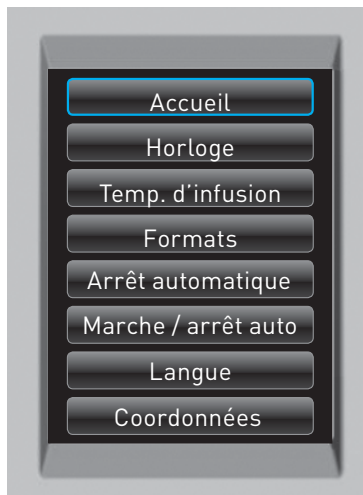 Accueil
Horloge
Temp. d’infusion
Formats
Arrêt automatique
Marche / arrêt auto
Langue
Coordonnées